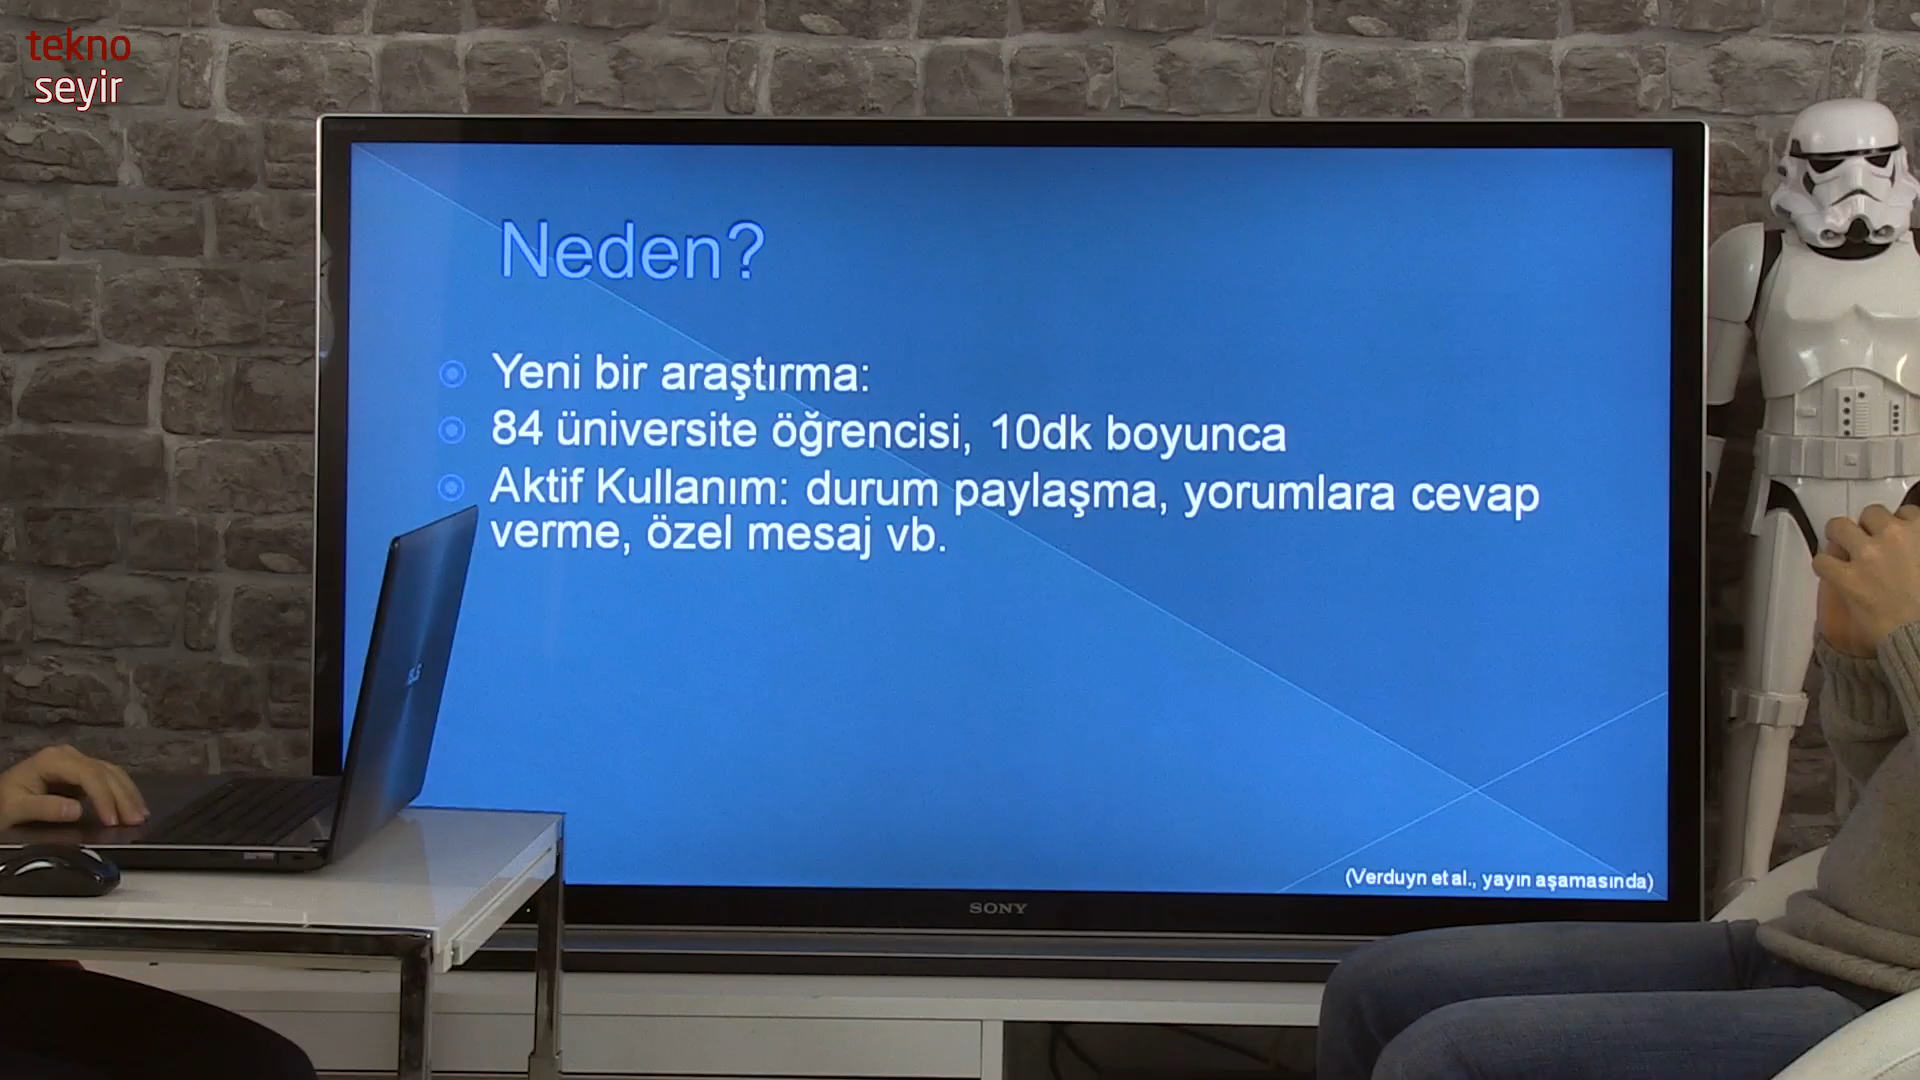 tekno
seyir
Neden?
Yeni bir araştırma:
84 üniversite öğrencisi, 10dk boyunca
Aktif Kullanım: durum paylaşma, yorumlara cevap
verme, özel mesaj vb.
(Verduyn et al., yayın aşamasında)
SONY